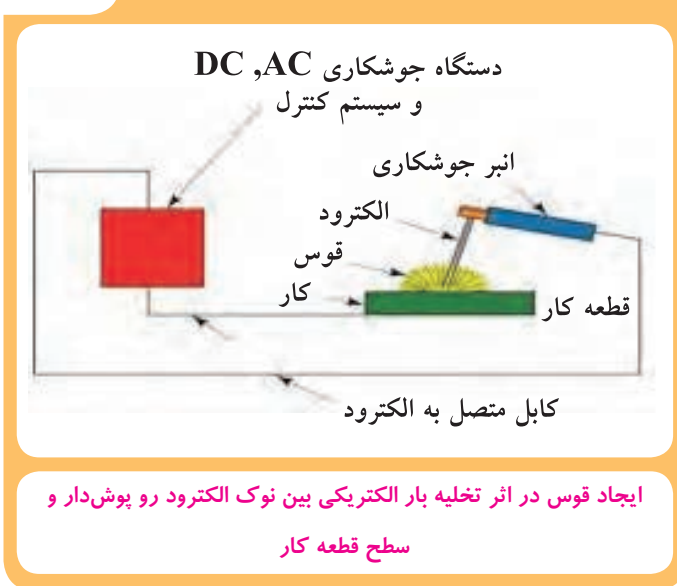 دستگاه جوشکاری DC ,AC
و سیستم کنترل
انبر جوشکاری
الکترود
قوس
کار
قطعه کار
کابل متصل به الکترود
ایجاد قوس در اثر تخلیه بار الکتریکی بین نوک الکترود رو پوش‌دار و
سطح قطعه کار